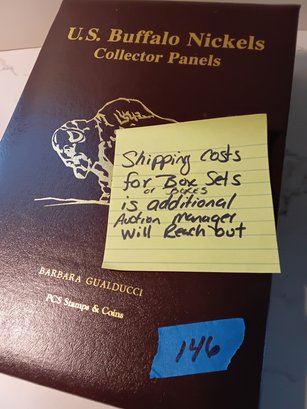 U.S. Buffalo Nickels
Collector Panels
Shipping costs
for Box Sets
or Boxes
is additional
Auction manager
will Reach out
BARBARA GUALDUCCI
PCS Stamps & Coins
146